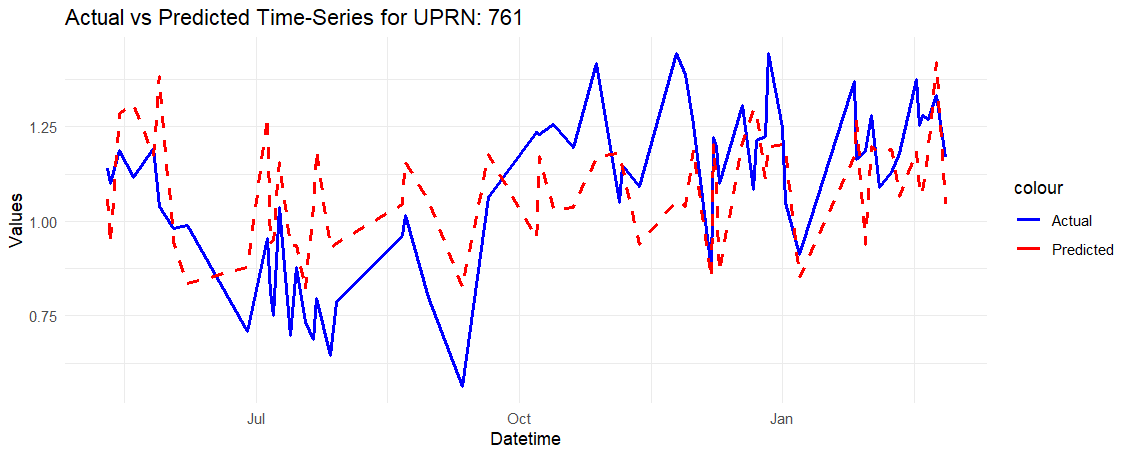 Actual vs Predicted Time-Series for UPRN: 761
Values
1.25
1.00
0.75
Jul
Oct
Jan
Datetime
colour
Actual
Predicted